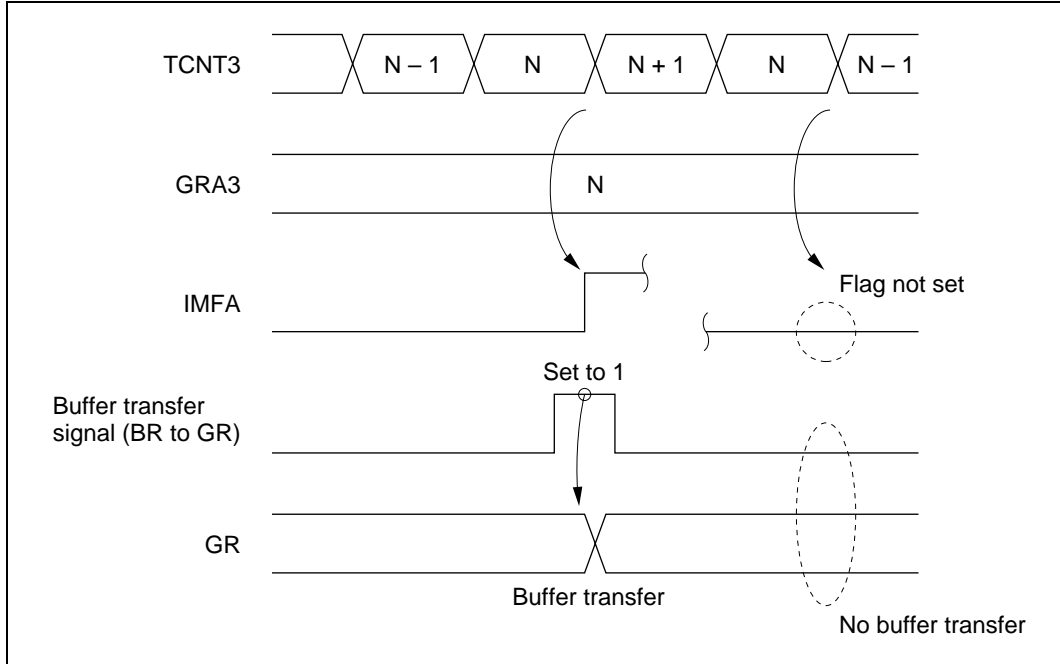 TCNT3
N – 1
N
N + 1
N
N – 1
GRA3
N
IMFA
Flag not set
Set to 1
Buffer transfer
signal (BR to GR)
GR
Buffer transfer
No buffer transfer